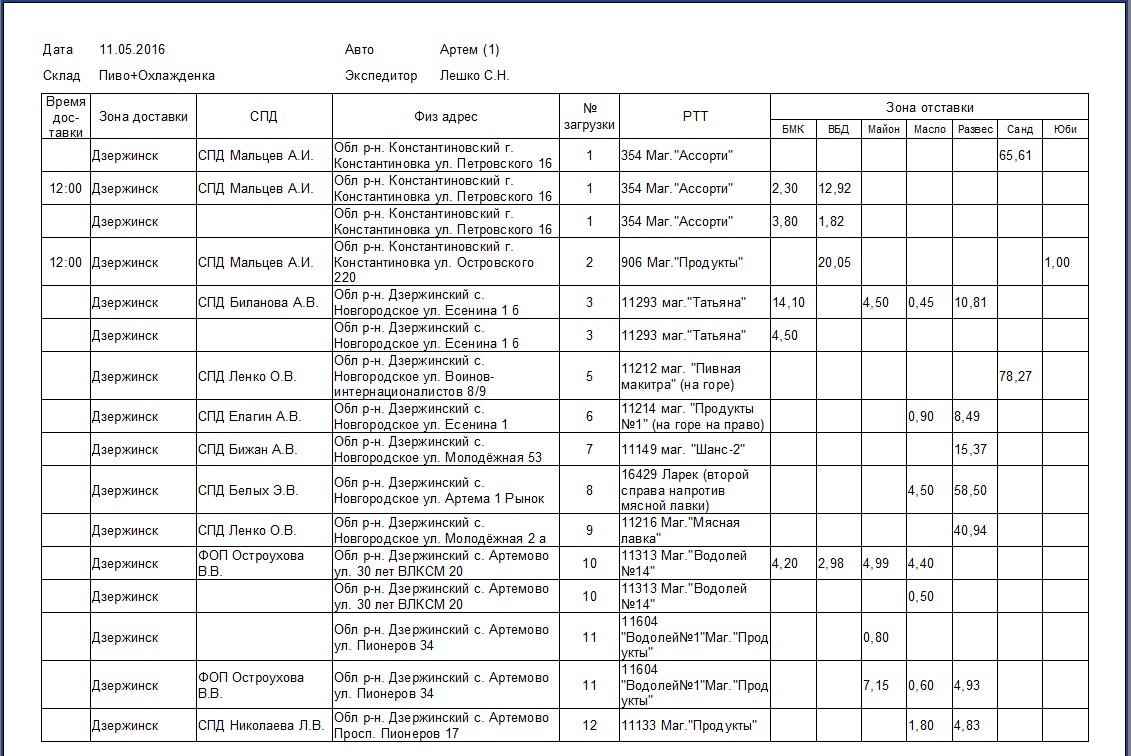 Дата 11.05.2016 Авто Артем (1)
Склад Пиво+Охлажденка Экспедитор Лешко С.Н.
Время
дос-
тавки
Зона доставки
СПД
Физ адрес
№
загрузки
РТТ
Зона отставки
БМК ВБД Майон Масло Развес Санд Юби
Дзержинск СПД Мальцев А.И.
Обл р-н. Константиновский г.
Константиновка ул. Петровского 16
1 354 Маг."Ассорти" 65,61
12:00 Дзержинск СПД Мальцев А.И.
Обл р-н. Константиновский г.
Константиновка ул. Петровского 16
1 354 Маг."Ассорти" 2,30 12,92
Дзержинск
Обл р-н. Константиновский г.
Константиновка ул. Петровского 16
1 354 Маг."Ассорти" 3,80 1,82
12:00 Дзержинск СПД Мальцев А.И.
Обл р-н. Константиновский г.
Константиновка ул. Островского
220
2 906 Маг."Продукты" 20,05 1,00
Дзержинск СПД Биланова А.В.
Обл р-н. Дзержинский с.
Новгородское ул. Есенина 1 б
3 11293 маг."Татьяна" 14,10 4,50 0,45 10,81
Дзержинск
Обл р-н. Дзержинский с.
Новгородское ул. Есенина 1 б
3 11293 маг."Татьяна" 4,50
Дзержинск СПД Ленко О.В.
Обл р-н. Дзержинский с.
Новгородское ул. Воинов-
интернационалистов 8/9
5
11212 маг. "Пивная
макитра" (на горе)
78,27
Дзержинск СПД Елагин А.В.
Обл р-н. Дзержинский с.
Новгородское ул. Есенина 1
6
11214 маг. "Продукты
№1" (на горе на право)
0,90 8,49
Дзержинск СПД Бижан А.В.
Обл р-н. Дзержинский с.
Новгородское ул. Молодёжная 53
7 11149 маг. "Шанс-2" 15,37
Дзержинск СПД Белых Э.В.
Обл р-н. Дзержинский с.
Новгородское ул. Артема 1 Рынок
8
16429 Ларек (второй
справа напротив
мясной лавки)
4,50 58,50
Дзержинск СПД Ленко О.В.
Обл р-н. Дзержинский с.
Новгородское ул. Молодёжная 2 а
9
11216 Маг."Мясная
лавка"
40,94
Дзержинск
ФОП Остроухова
В.В.
Обл р-н. Дзержинский с. Артемово
ул. 30 лет ВЛКСМ 20
10
11313 Маг."Водолей
№14"
4,20 2,98 4,99 4,40
Дзержинск
Обл р-н. Дзержинский с. Артемово
ул. 30 лет ВЛКСМ 20
10
11313 Маг."Водолей
№14"
0,50
Дзержинск
Обл р-н. Дзержинский с. Артемово
ул. Пионеров 34
11
11604
"Водолей№1"Маг."Прод
укты"
0,80
Дзержинск
ФОП Остроухова
В.В.
Обл р-н. Дзержинский с. Артемово
ул. Пионеров 34
11
11604
"Водолей№1"Маг."Прод
укты"
7,15 0,60 4,93
Дзержинск СПД Николаева Л.В.
Обл р-н. Дзержинский с. Артемово
Просп. Пионеров 17
12 11133 Маг."Продукты" 1,80 4,83